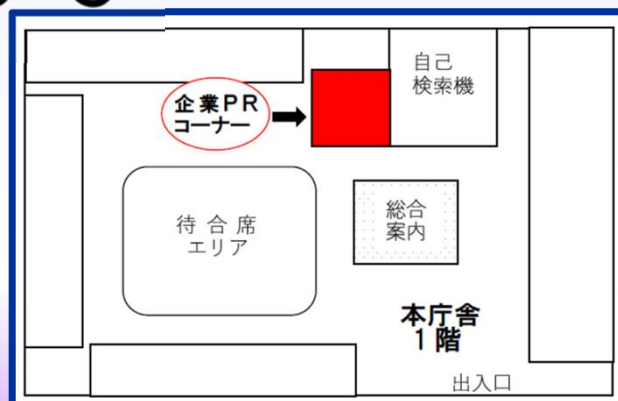 自己
検索機
企業PR
コーナー
待合席
エリア
総合
案内
本庁舎
1階
出入口